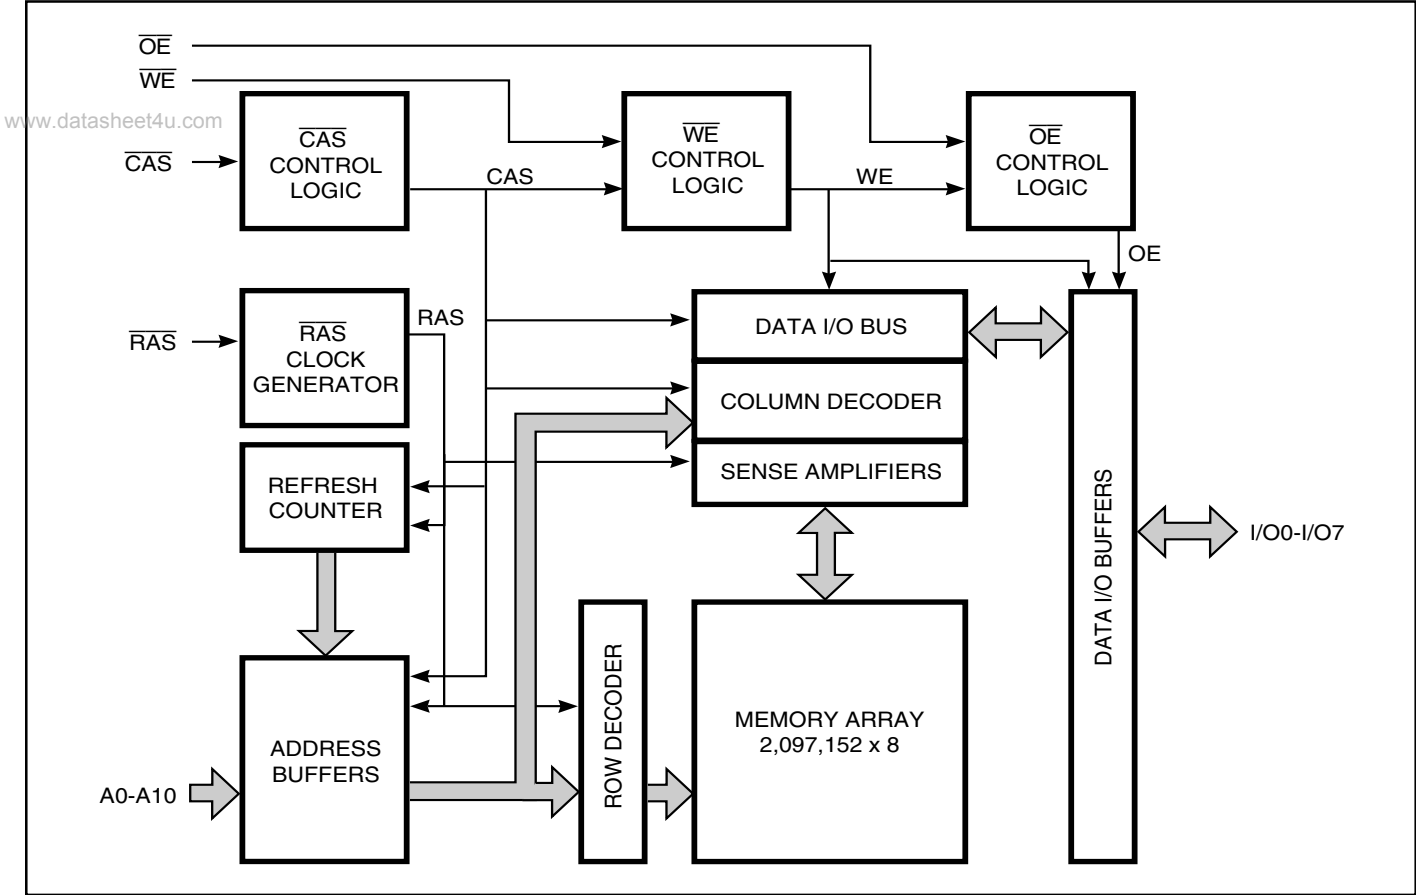 OE
WE
www.datasheet4u.com
CAS
CAS
CONTROL
LOGIC
CAS
WE
CONTROL
LOGIC
WE
OE
CONTROL
LOGIC
OE
RAS
RAS
CLOCK
GENERATOR
RAS
DATA I/O BUS
COLUMN DECODER
SENSE AMPLIFIERS
REFRESH
COUNTER
DATA I/O BUFFERS
I/O0-I/O7
ROW DECODER
MEMORY ARRAY
2,097,152 x 8
ADDRESS
BUFFERS
A0-A10